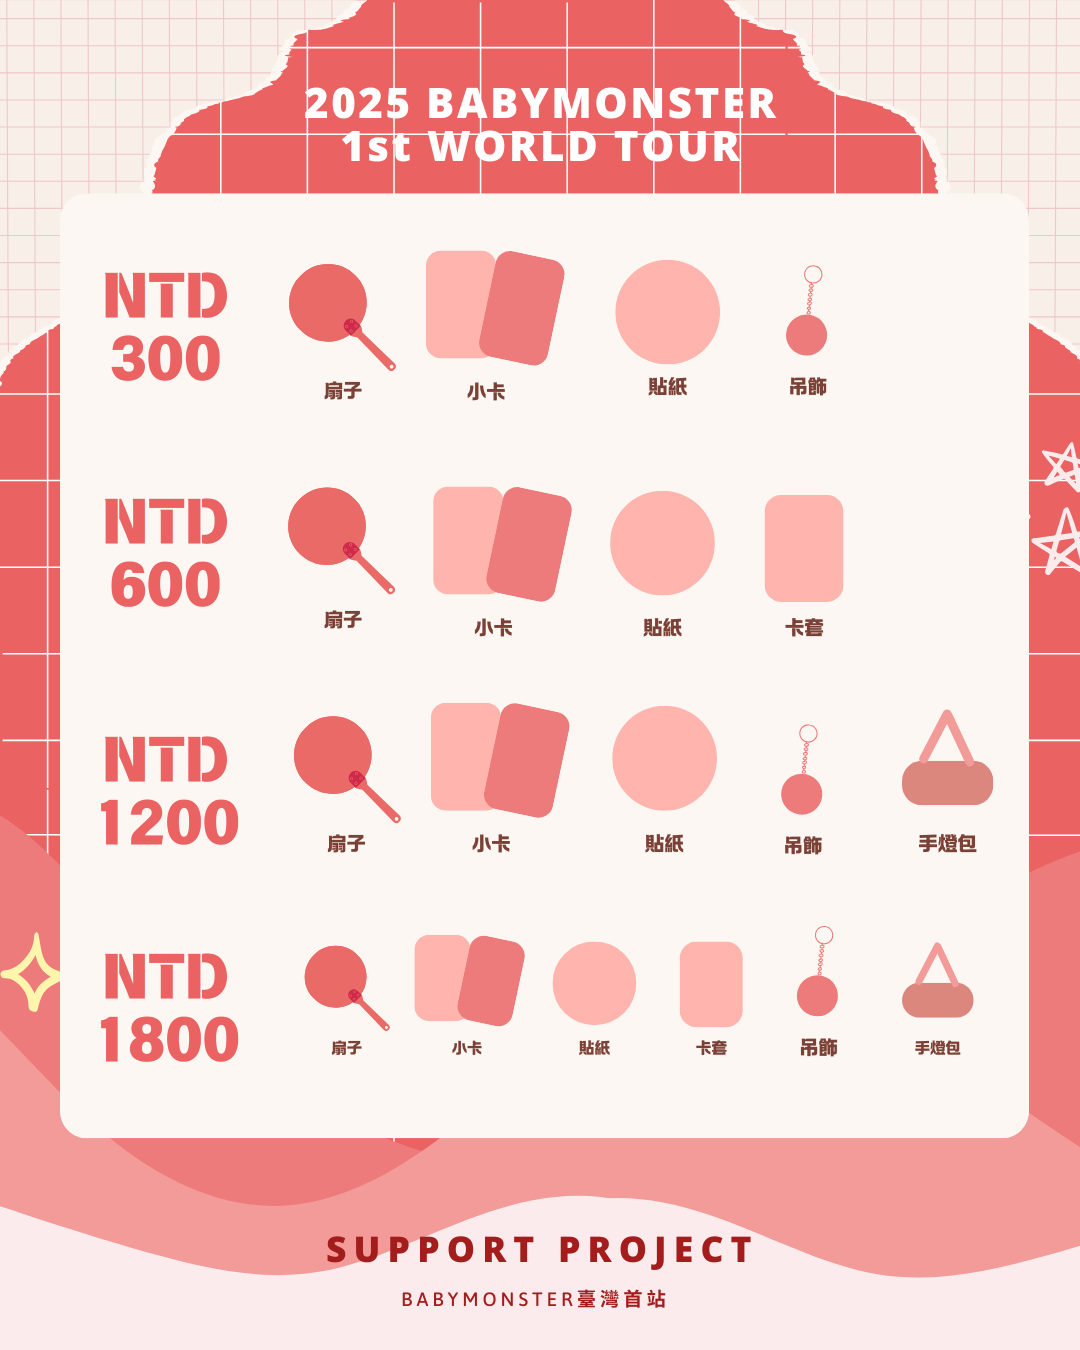 2025 BABYMONSTER
1st WORLD TOUR
NTD
300
扇子
小卡
貼紙
吊飾
NTD
600
扇子
小卡
貼紙
卡套
NTD
1200
扇子
小卡
貼紙
吊飾
手燈包
NTD
1800
扇子
小卡
貼紙
卡套
吊飾
手燈包
SUPPORT PROJECT
BABYMONSTER臺灣首站